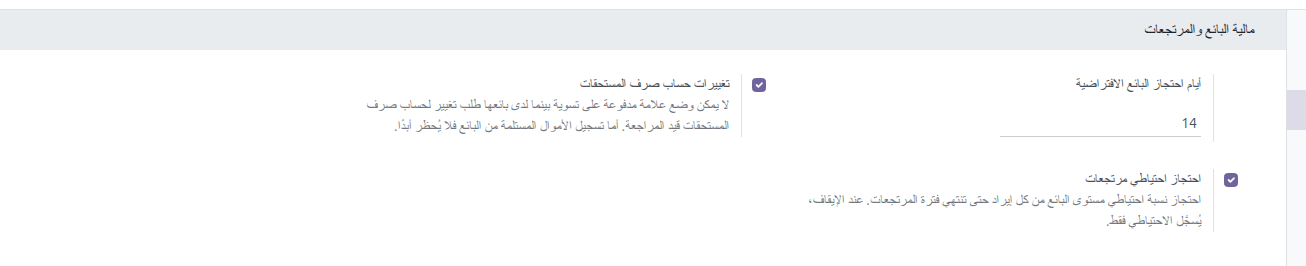 مالية البائع والمرتجعات
أيام احتجاز البائع الافتراضية
14
تغييرات حساب صرف المستحقات
لا يمكن وضع علامة مدفوعة على تسوية بينما لدى بائعها طلب تغيير لحساب صرف
المستحقات قيد المراجعة. أما تسجيل الأموال المستلمة من البائع فلا يُحظر أبدًا.
احتجاز احتياطي مرتجعات
احتجاز نسبة احتياطي مستوى البائع من كل إيراد حتى تنتهي فترة المرتجعات. عند الإيقاف،
يُسجَّل الاحتياطي فقط.